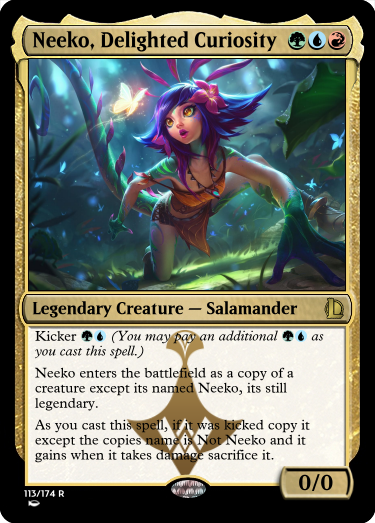 Neeko, Delighted Curiosity
Legendary Creature — Salamander
Kicker (You may pay an additional as
you cast this spell.)
Neeko enters the battlefield as a copy of a
creature except its named Neeko, its still
legendary.
As you cast this spell, if it was kicked copy it
except the copies name is Not Neeko and it
gains when it takes damage sacrifice it.
0/0
113/174 R